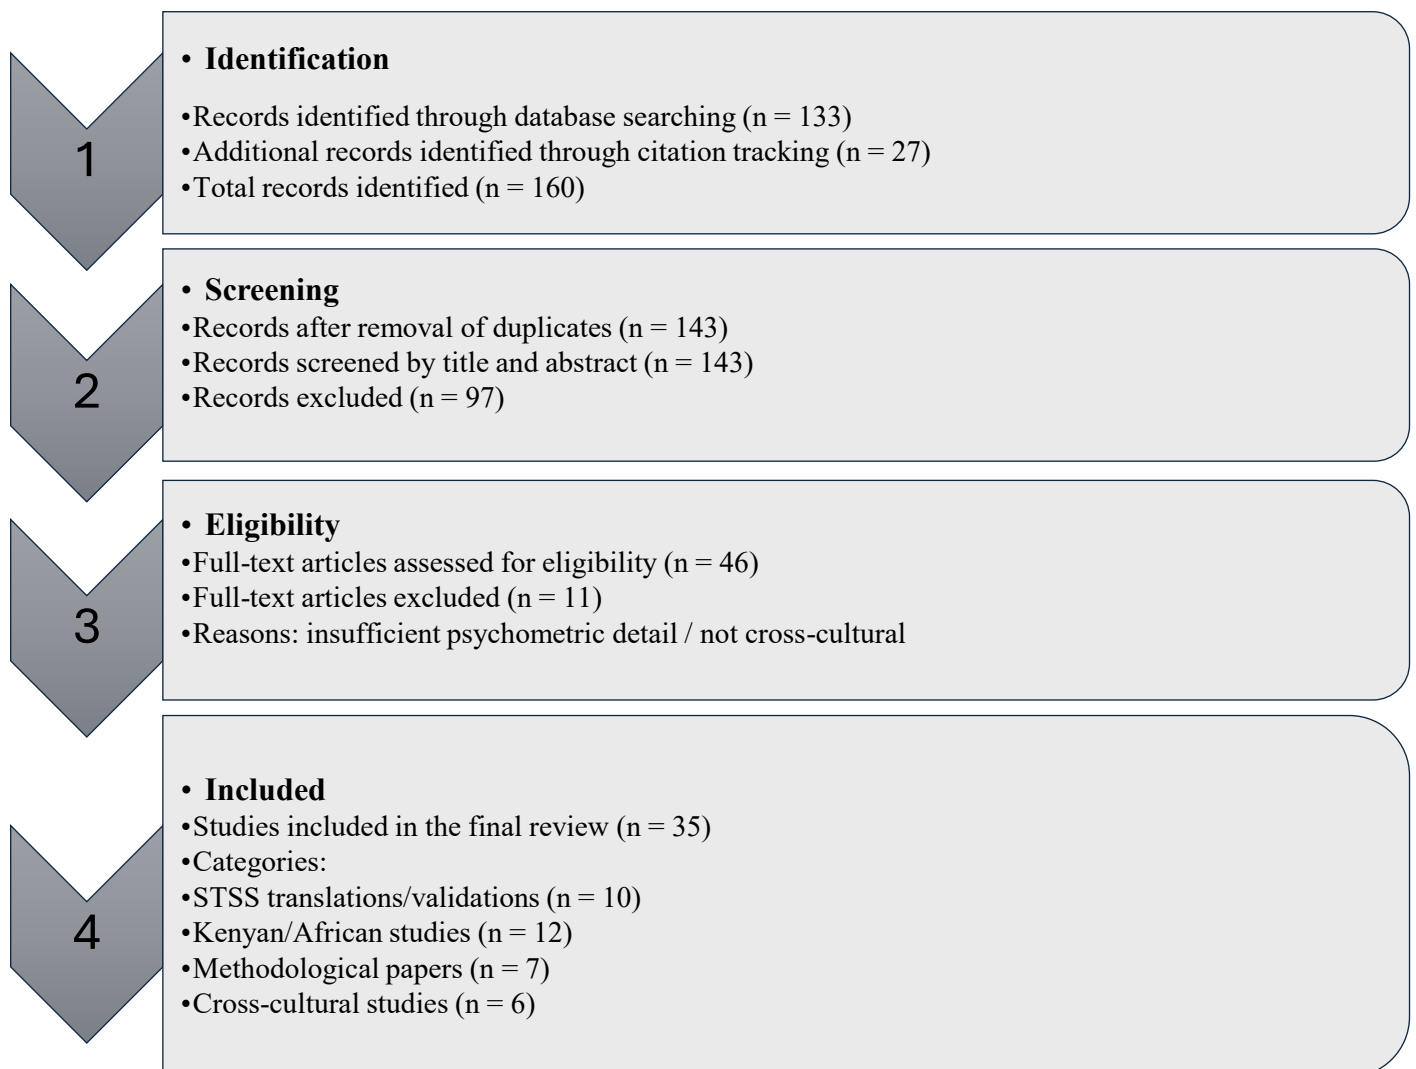 1
• Identification
•Records identified through database searching (n = 133)
•Additional records identified through citation tracking (n = 27)
•Total records identified (n = 160)
2
• Screening
•Records after removal of duplicates (n = 143)
•Records screened by title and abstract (n = 143)
•Records excluded (n = 97)
3
• Eligibility
•Full-text articles assessed for eligibility (n = 46)
•Full-text articles excluded (n = 11)
•Reasons: insufficient psychometric detail / not cross-cultural
4
• Included
•Studies included in the final review (n = 35)
•Categories:
•STSS translations/validations (n = 10)
•Kenyan/African studies (n = 12)
•Methodological papers (n = 7)
•Cross-cultural studies (n = 6)